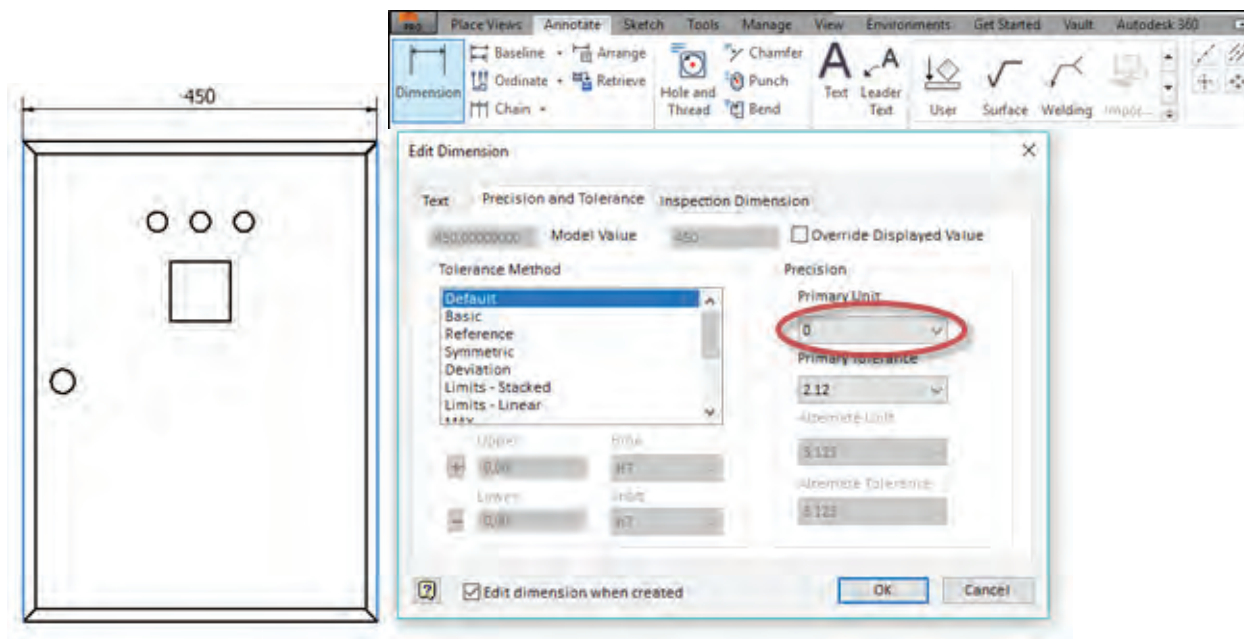 PRO Place Views Annotate Sketch Tools Manage View Environments Get Started Vault Autodesk 360
Dimension
Baseline
Ordinate
Chain
Arrange
Retrieve
Hole and
Thread
Chamfer
Punch
Bend
Text
Leader
Text
User
Surface
Welding
450
Edit Dimension
Text Precision and Tolerance Inspection Dimension
450,00000000 Model Value 450 Override Displayed Value
Tolerance Method
Default
Basic
Reference
Symmetric
Deviation
Limits - Stacked
Limits - Linear
MAX
Upper
Hole
+ 0,00
H7
Lower
- 0,00
h7
Precision
Primary Unit
0
Primary Tolerance
2.12
Alternate Unit
3.123
Alternate Tolerance
3.123
Edit dimension when created
OK Cancel